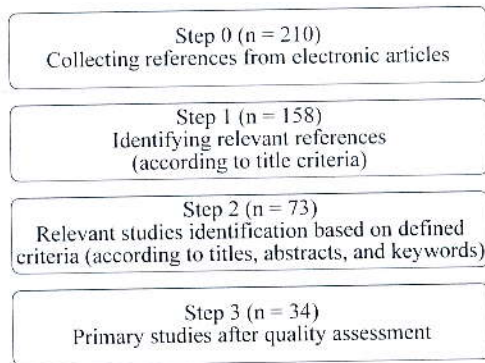 Step 0 (n = 210)
Collecting references from electronic articles
Step 1 (n = 158)
Identifying relevant references
(according to title criteria)
Step 2 (n = 73)
Relevant studies identification based on defined
criteria (according to titles, abstracts, and keywords)
Step 3 (n = 34)
Primary studies after quality assessment